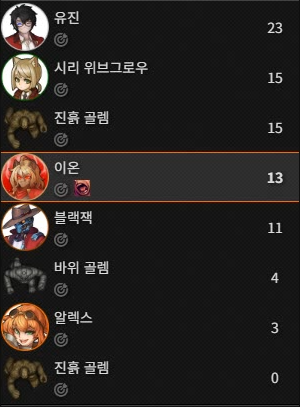 유진 23
시리 위브그로우 15
진흙 골렘 15
이온 13
블랙잭 11
바위 골렘 4
알렉스 3
진흙 골렘 0